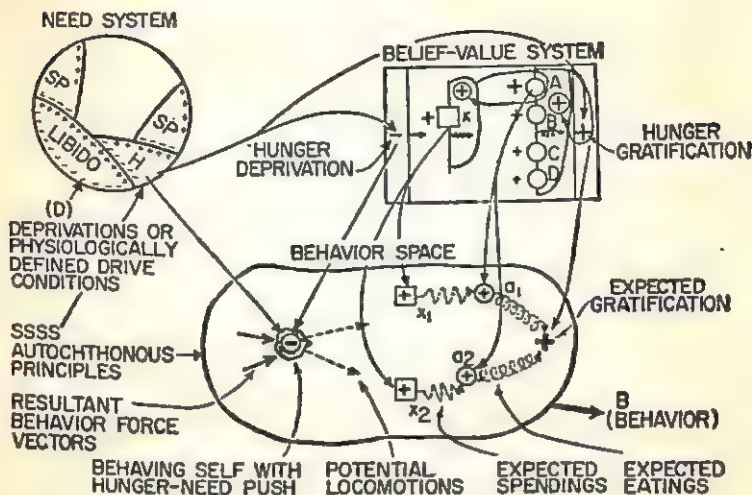 NEED SYSTEM
SP
SP
LIBIDO
H
BELIEF-VALUE SYSTEM
+
A
+
+
x
+
B
+
+
-
+
C
+
D
HUNGER
DEPRIVATION
HUNGER
GRATIFICATION
(D)
DEPRIVATIONS OR
PHYSIOLOGICALLY
DEFINED DRIVE
CONDITIONS
BEHAVIOR SPACE
EXPECTED
GRATIFICATION
+
x1
+
a1
+
-
a2
+
+
x2
SSSS
AUTOCHTHONOUS
PRINCIPLES
RESULTANT
BEHAVIOR FORCE
VECTORS
B
(BEHAVIOR)
BEHAVING SELF WITH
HUNGER-NEED PUSH
POTENTIAL
LOCOMOTIONS
EXPECTED
SPENDINGS
EXPECTED
EATINGS